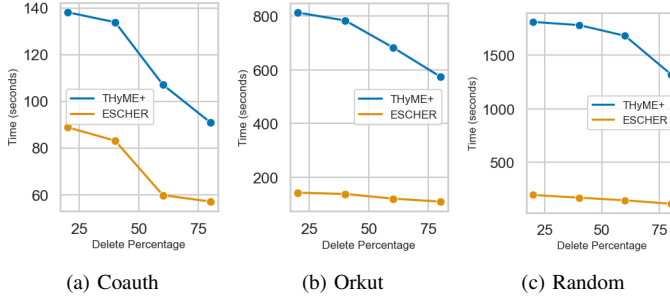 140
120
100
80
60
Time (seconds)
THyME+
ESCHER
25
50
75
Delete Percentage
(a) Coauth
800
600
400
200
Time (seconds)
THyME+
ESCHER
25
50
75
Delete Percentage
(b) Orkut
1500
1000
500
Time (seconds)
THyME+
ESCHER
25
50
75
Delete Percentage
(c) Random